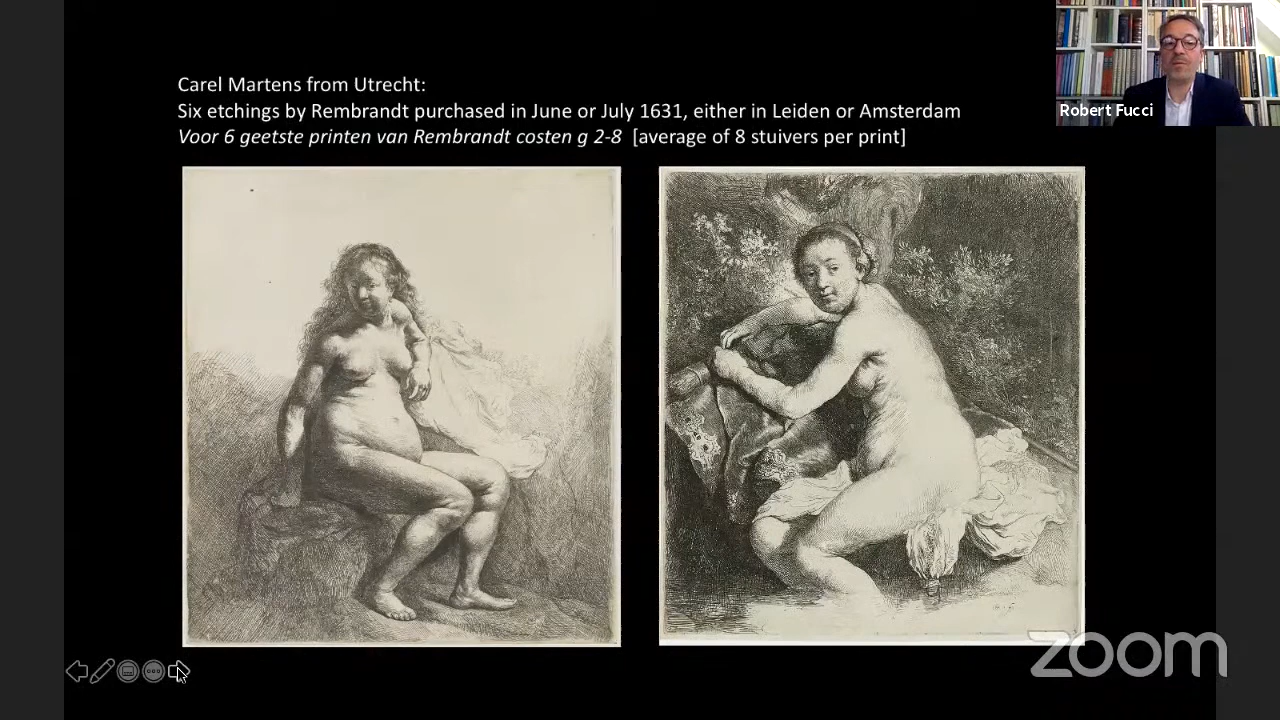 Carel Martens from Utrecht:
Six etchings by Rembrandt purchased in June or July 1631, either in Leiden or Amsterdam
Voor 6 geetste printen van Rembrandt costen g 2-8 [average of 8 stuivers per print]
Robert Fucci
zoom